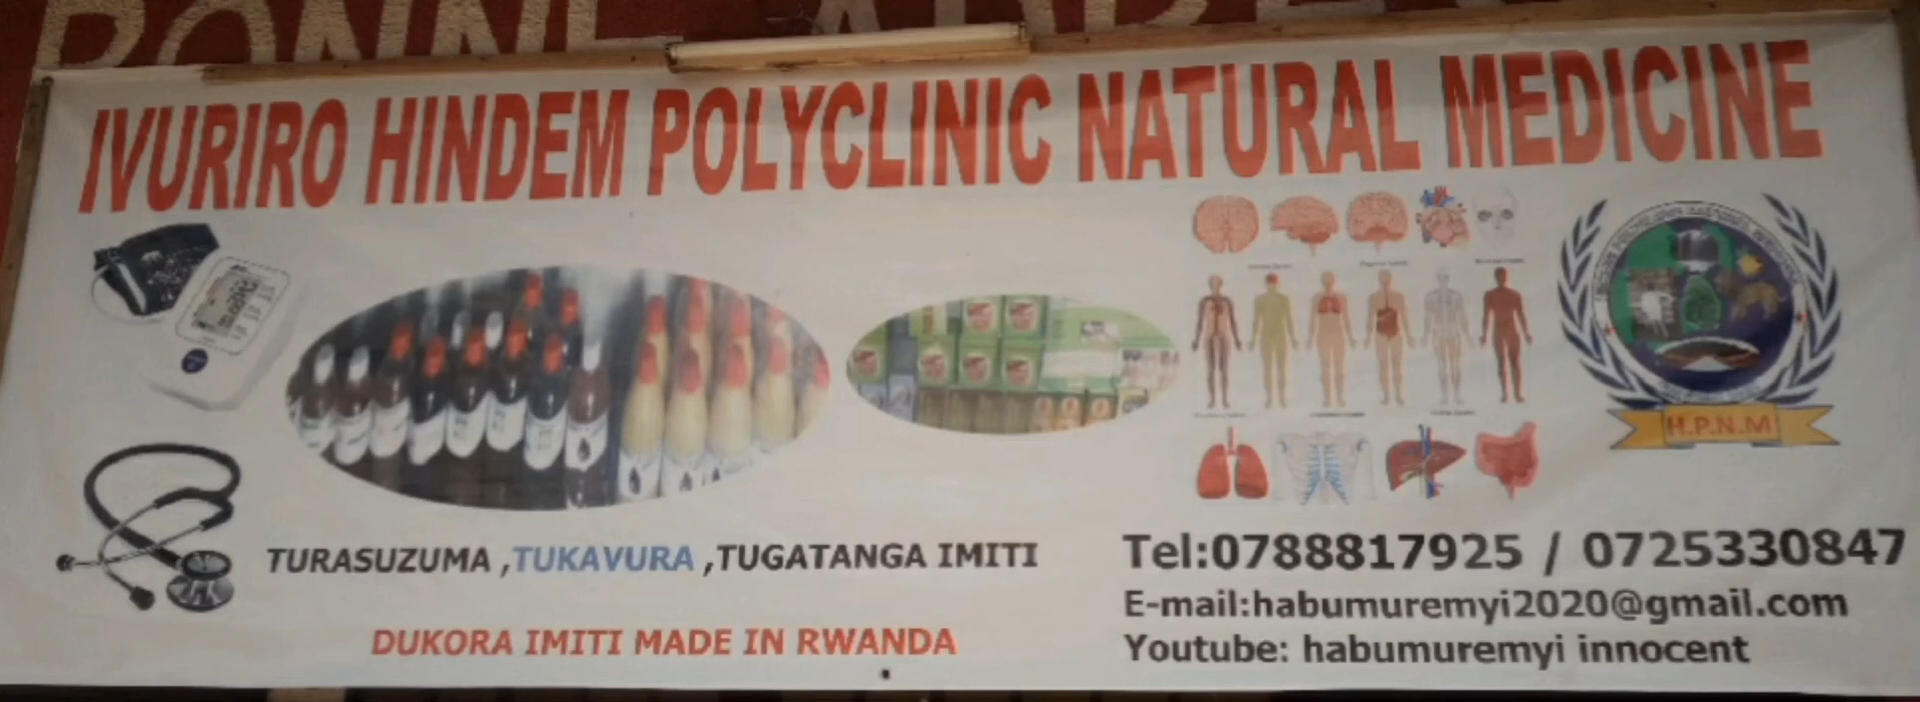 IVURIRO HINDEM POLYCLINIC NATURAL MEDICINE
H.P.N.M
TURASUZUMA ,TUKAVURA ,TUGATANGA IMITI
DUKORA IMITI MADE IN RWANDA
Tel:0788817925 / 0725330847
E-mail:habumuremyi2020@gmail.com
Youtube: habumuremyi innocent